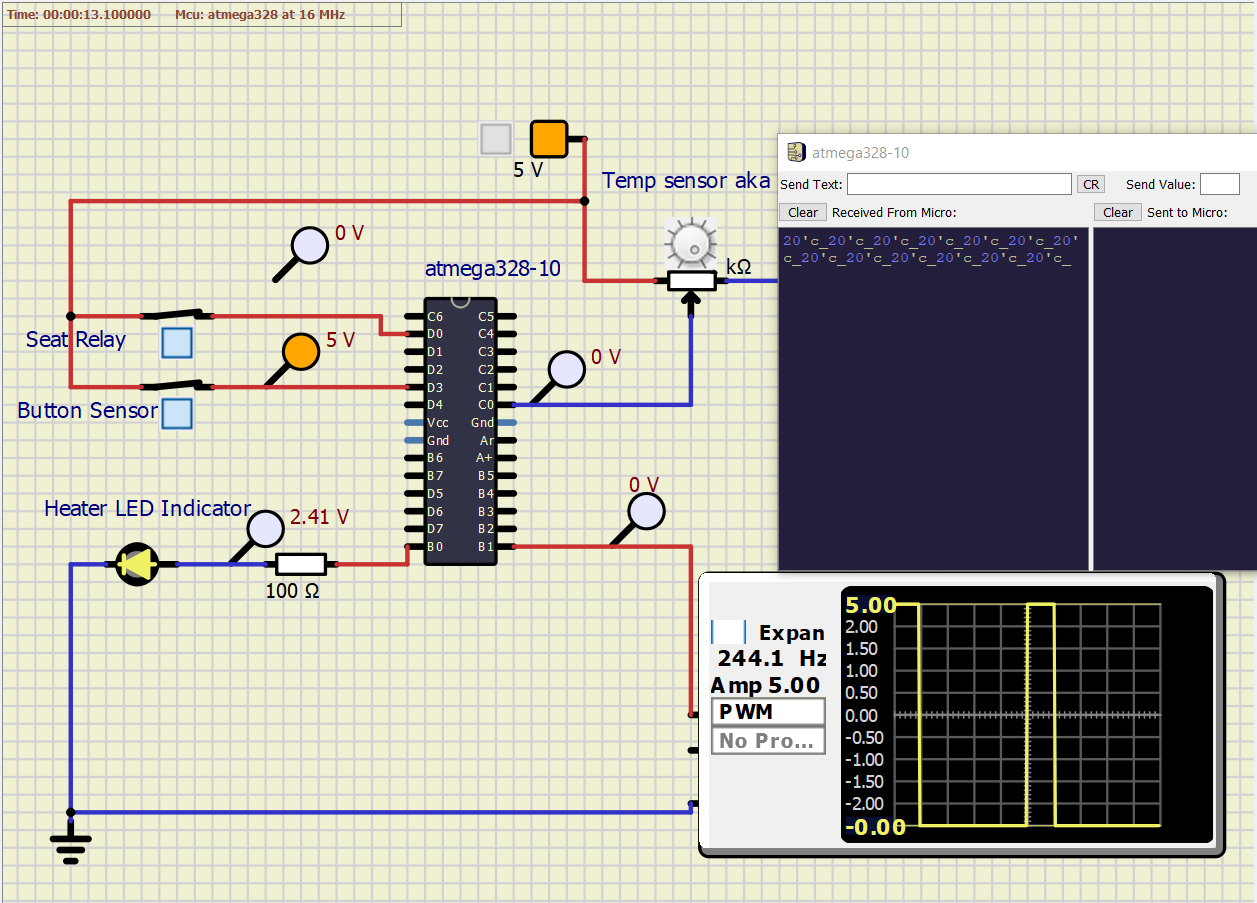 Time: 00:00:13.100000 Mcu: atmega328 at 16 MHz
5 V
Temp sensor aka
kΩ
0 V
atmega328-10
Seat Relay
5 V
Button Sensor
0 V
C6 C5
D0 C4
D1 C3
D2 C2
D3 C1
D4 C0
Vcc Gnd
Gnd Ar
B6 A+
B7 B5
D5 B4
D6 B3
D7 B2
B0 B1
Heater LED Indicator
2.41 V
100 Ω
0 V
atmega328-10
Send Text: CR Send Value:
Clear Received From Micro: Clear Sent to Micro:
20'c_20'c_20'c_20'c_20'c_20'c_20'
c_20'c_20'c_20'c_20'c_20'c_20'c_
Expan
244.1 Hz
Amp 5.00
PWM
No Pro...
5.00
2.00
1.50
1.00
0.50
0.00
-0.50
-1.00
-1.50
-2.00
-0.00